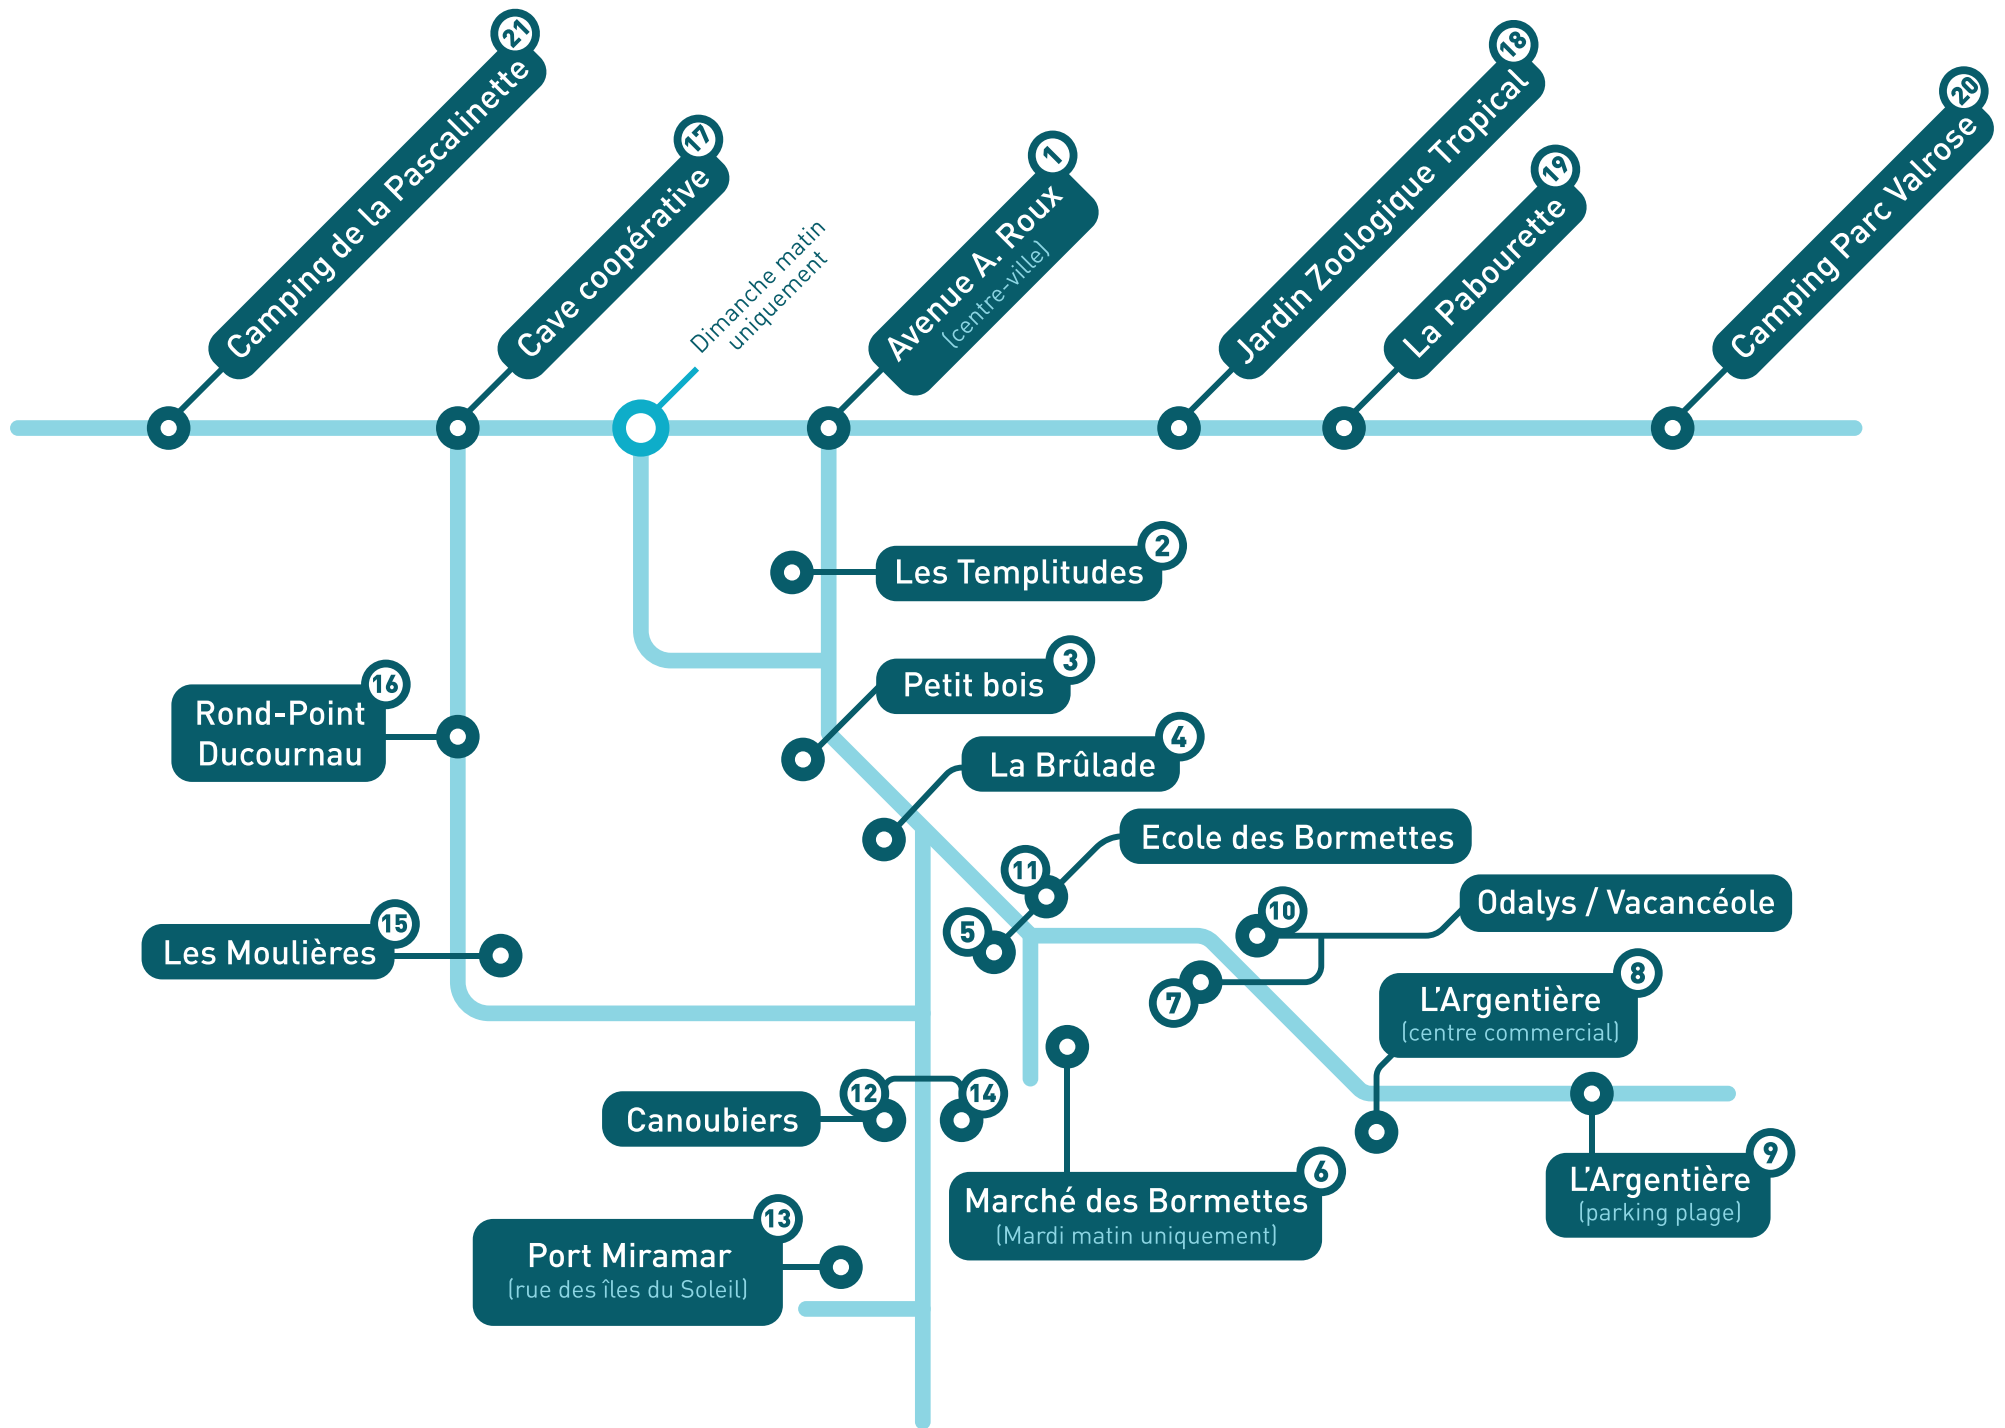 21
Camping de la Pascalinette
17
Cave coopérative
Dimanche matin
uniquement
1
Avenue A. Roux
(centre-ville)
18
Jardin Zoologique Tropical
19
La Pabourette
20
Camping Parc Valrose
2
Les Templitudes
3
Petit bois
16
Rond-Point
Ducournau
4
La Brûlade
Ecole des Bormettes
11
5
10
Odalys / Vacancéole
7
15
Les Moulières
8
L'Argentière
(centre commercial)
12
14
Canoubiers
9
L'Argentière
(parking plage)
6
Marché des Bormettes
(Mardi matin uniquement)
13
Port Miramar
(rue des îles du Soleil)